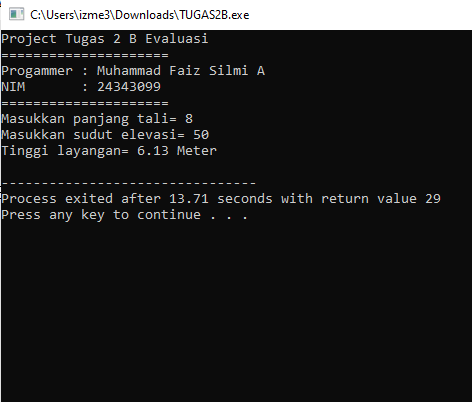 C:\Users\izme3\Downloads\TUGAS2B.exe
Project Tugas 2 B Evaluasi
=====================
Progammer : Muhammad Faiz Silmi A
NIM       : 24343099
=====================
Masukkan panjang tali= 8
Masukkan sudut elevasi= 50
Tinggi layangan= 6.13 Meter
--------------------------------
Process exited after 13.71 seconds with return value 29
Press any key to continue . . .